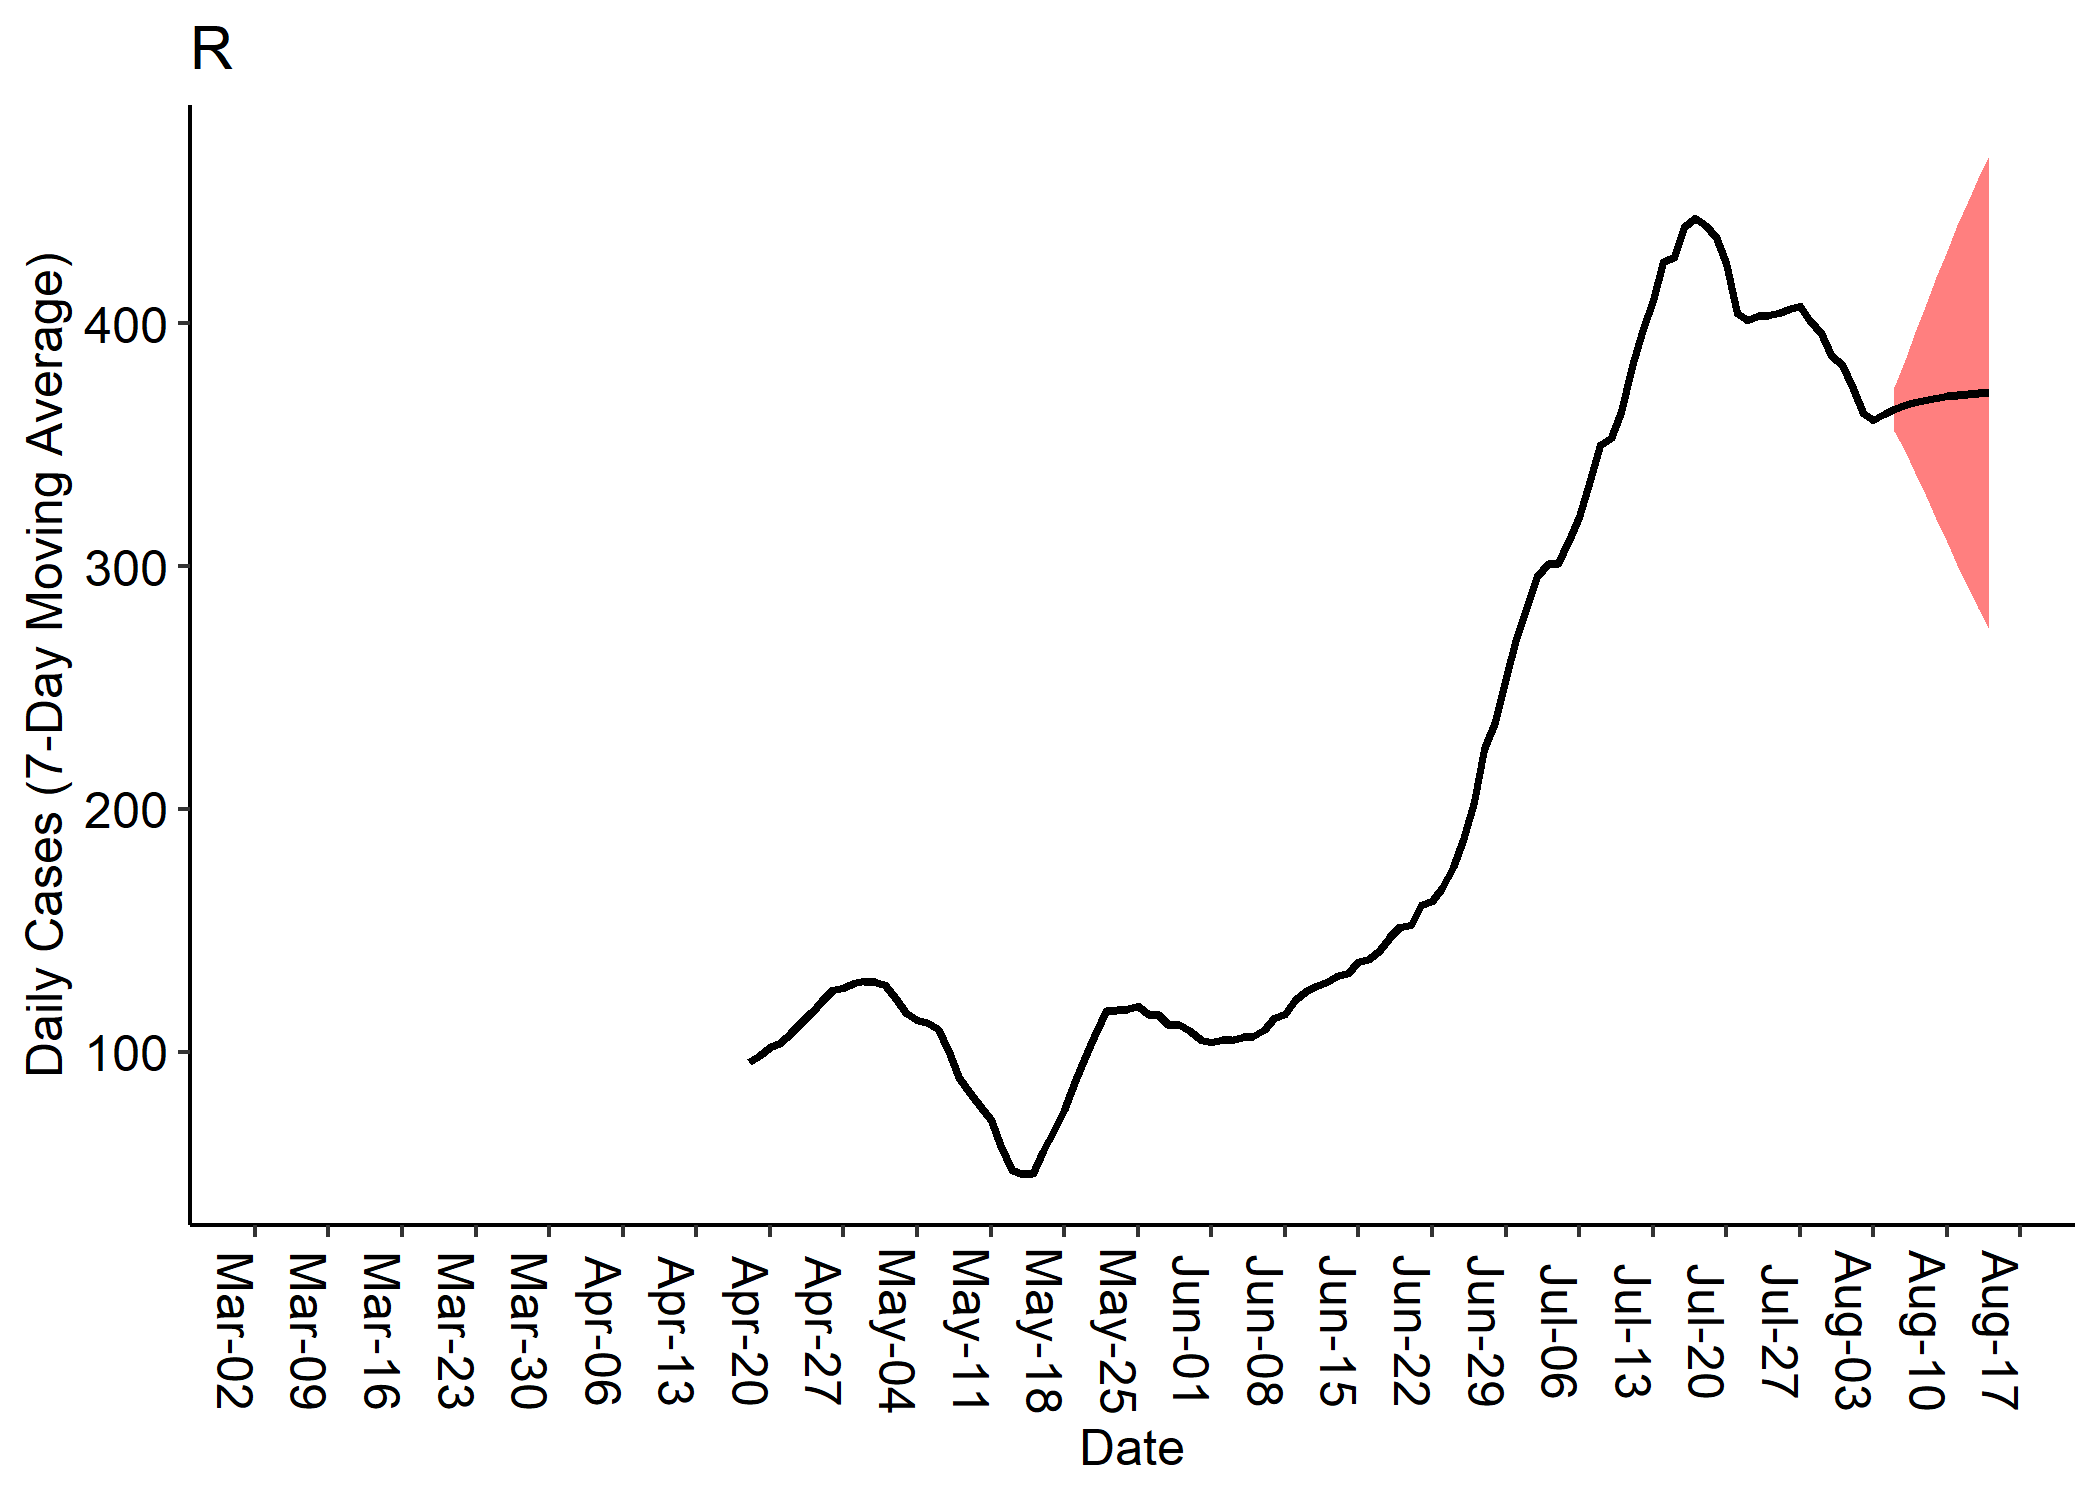 R
Daily Cases (7-Day Moving Average)
400
300
200
100
Mar-02
Mar-09
Mar-16
Mar-23
Mar-30
Apr-06
Apr-13
Apr-20
Apr-27
May-04
May-11
May-18
May-25
Jun-01
Jun-08
Jun-15
Jun-22
Jun-29
Jul-06
Jul-13
Jul-20
Jul-27
Aug-03
Aug-10
Aug-17
Date